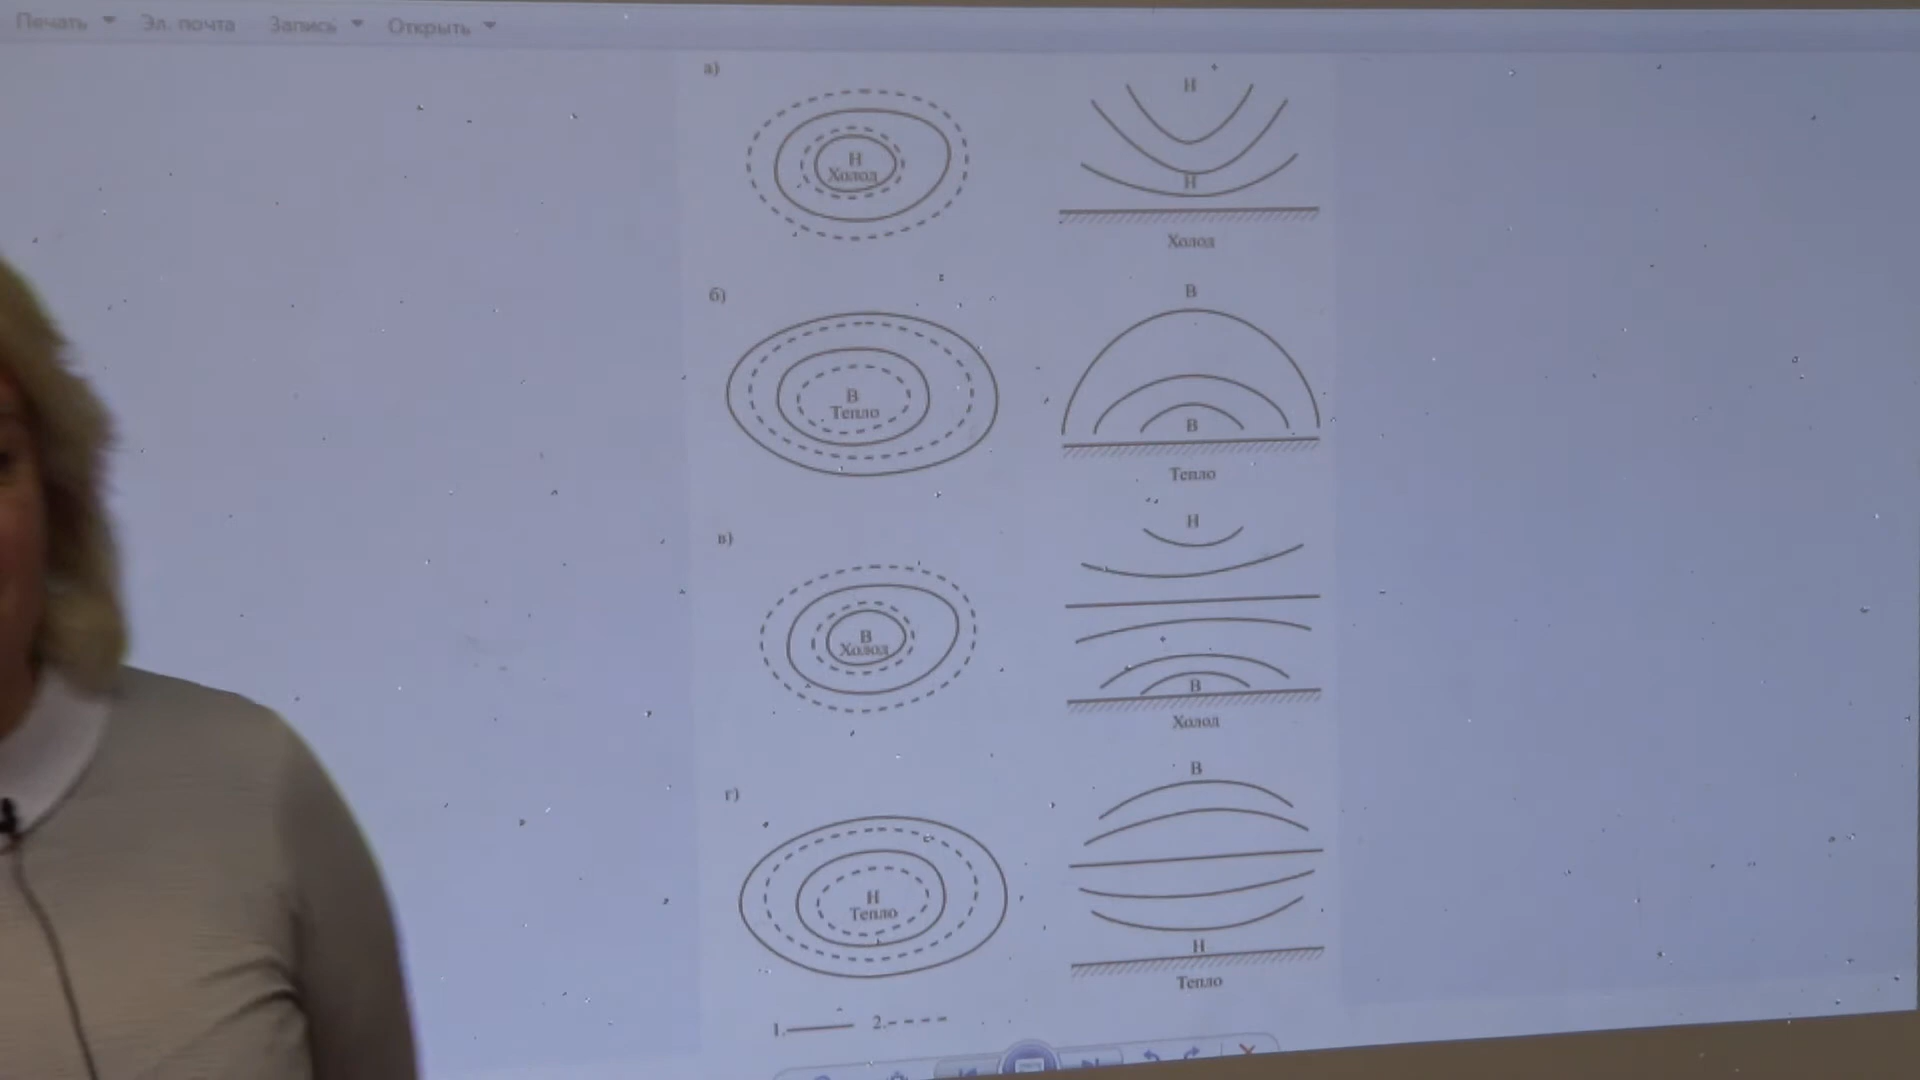 Печать Эл. почта Запись Открыть
а)
Н
Холод
Н
Н
Холод
б)
В
Тепло
В
В
Тепло
в)
В
Холод
Н
В
Холод
г)
Н
Тепло
В
Н
Тепло
1. 2.